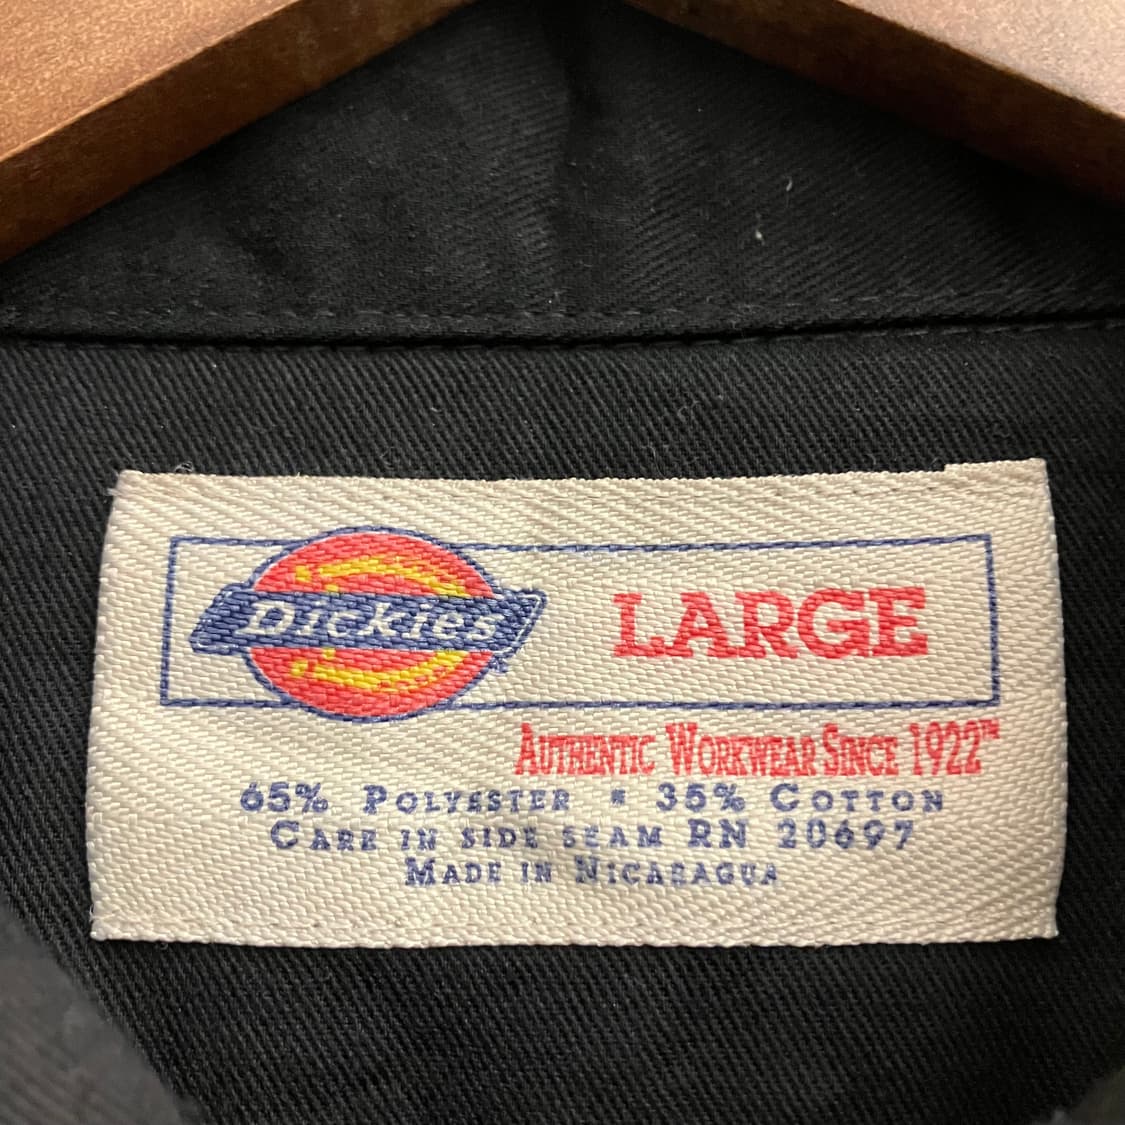 Dickies
LARGE
AUTHENTIC WORKWEAR SINCE 1922™
65% POLYESTER • 35% COTTON
CARE IN SIDE SEAM RN 20697
MADE IN NICARAGUA